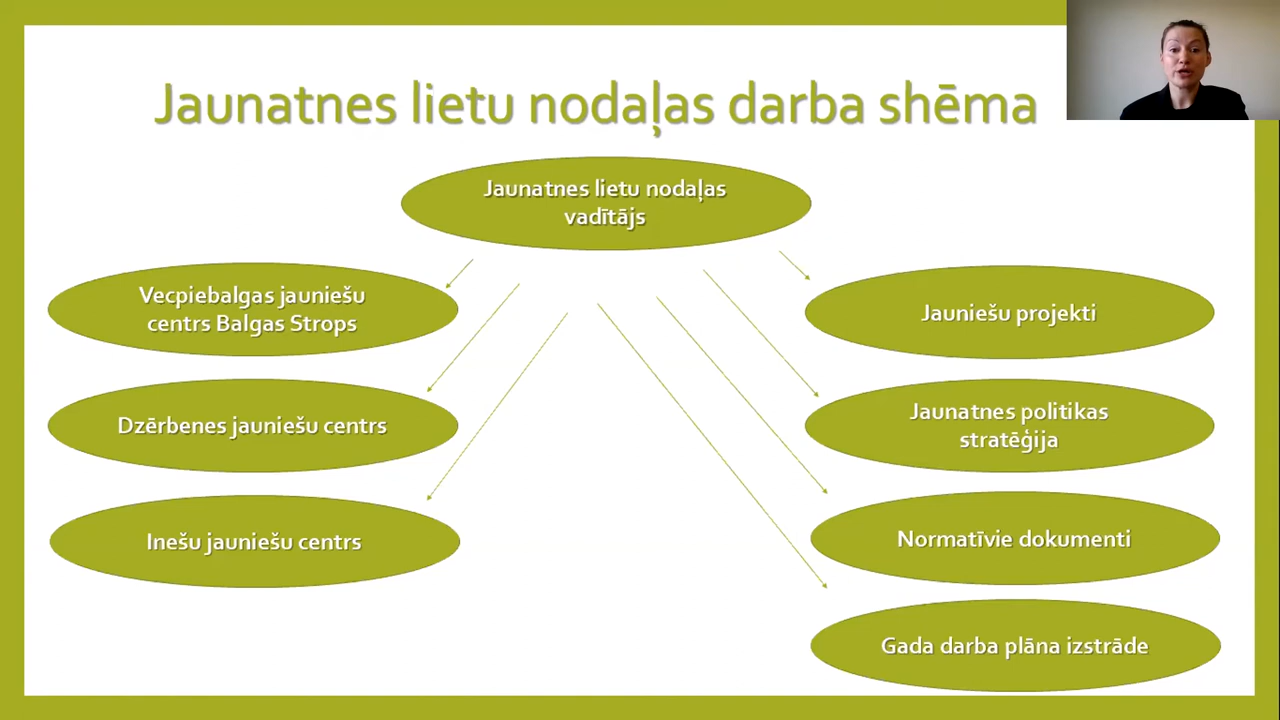 Jaunatnes lietu nodaļas darba shēma
Jaunatnes lietu nodaļas
vadītājs
Vecpiebalgas jauniešu
centrs Balgas Strops
Dzērbenes jauniešu centrs
Inešu jauniešu centrs
Jauniešu projekti
Jaunatnes politikas
stratēģija
Normatīvie dokumenti
Gada darba plāna izstrāde